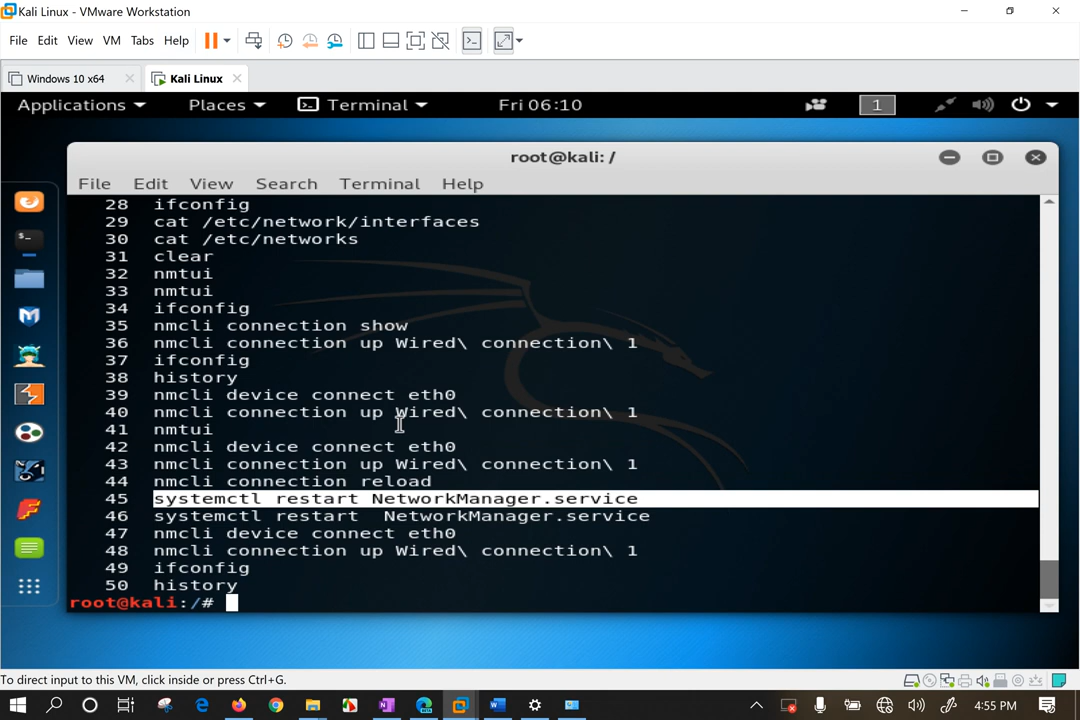 Kali Linux - VMware Workstation
File Edit View VM Tabs Help
Windows 10 x64 Kali Linux
Applications Places Terminal Fri 06:10 1
root@kali: /
File Edit View Search Terminal Help
28 ifconfig
29 cat /etc/network/interfaces
30 cat /etc/networks
31 clear
32 nmtui
33 nmtui
34 ifconfig
35 nmcli connection show
36 nmcli connection up Wired\ connection\ 1
37 ifconfig
38 history
39 nmcli device connect eth0
40 nmcli connection up Wired\ connection\ 1
41 nmtui
42 nmcli device connect eth0
43 nmcli connection up Wired\ connection\ 1
44 nmcli connection reload
45 systemctl restart NetworkManager.service
46 systemctl restart  NetworkManager.service
47 nmcli device connect eth0
48 nmcli connection up Wired\ connection\ 1
49 ifconfig
50 history
root@kali:/#
To direct input to this VM, click inside or press Ctrl+G.
4:55 PM